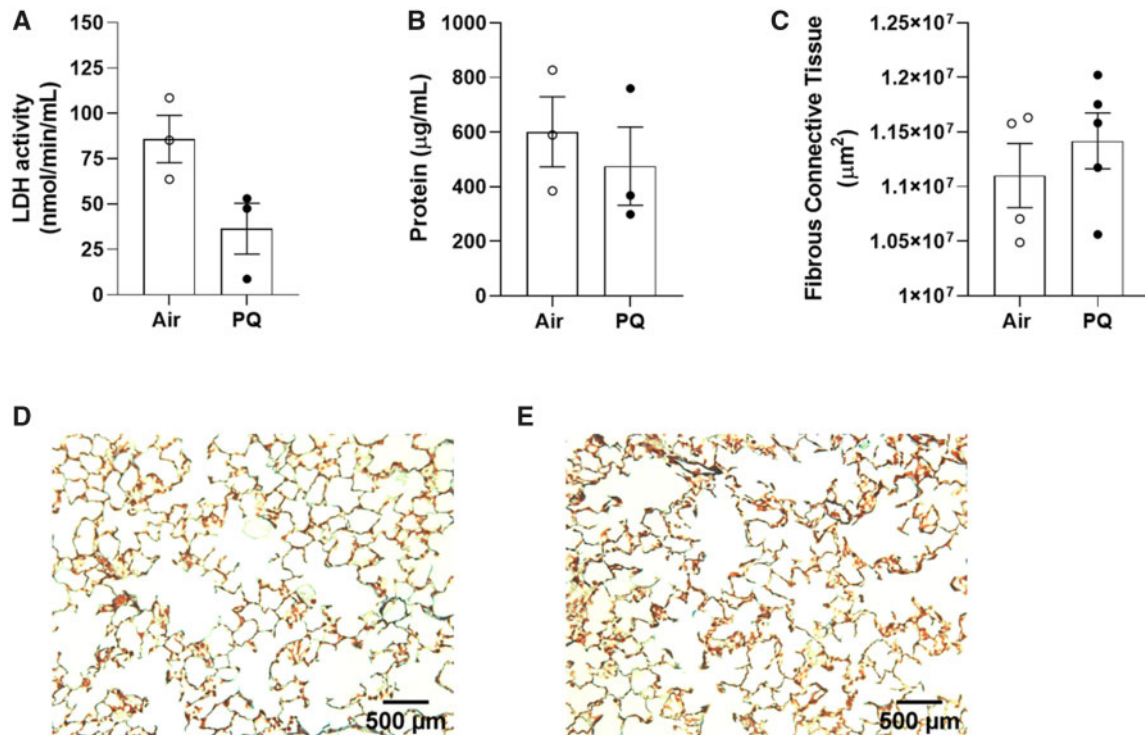 A
LDH activity
(nmol/min/mL)
150
125
100
75
50
25
0
Air
PQ
B
Protein (µg/mL)
1000
800
600
400
200
0
Air
PQ
C
Fibrous Connective Tissue
(µm²)
1.25×10⁷
1.2×10⁷
1.15×10⁷
1.1×10⁷
1.05×10⁷
1×10⁷
Air
PQ
D
500 µm
E
500 µm